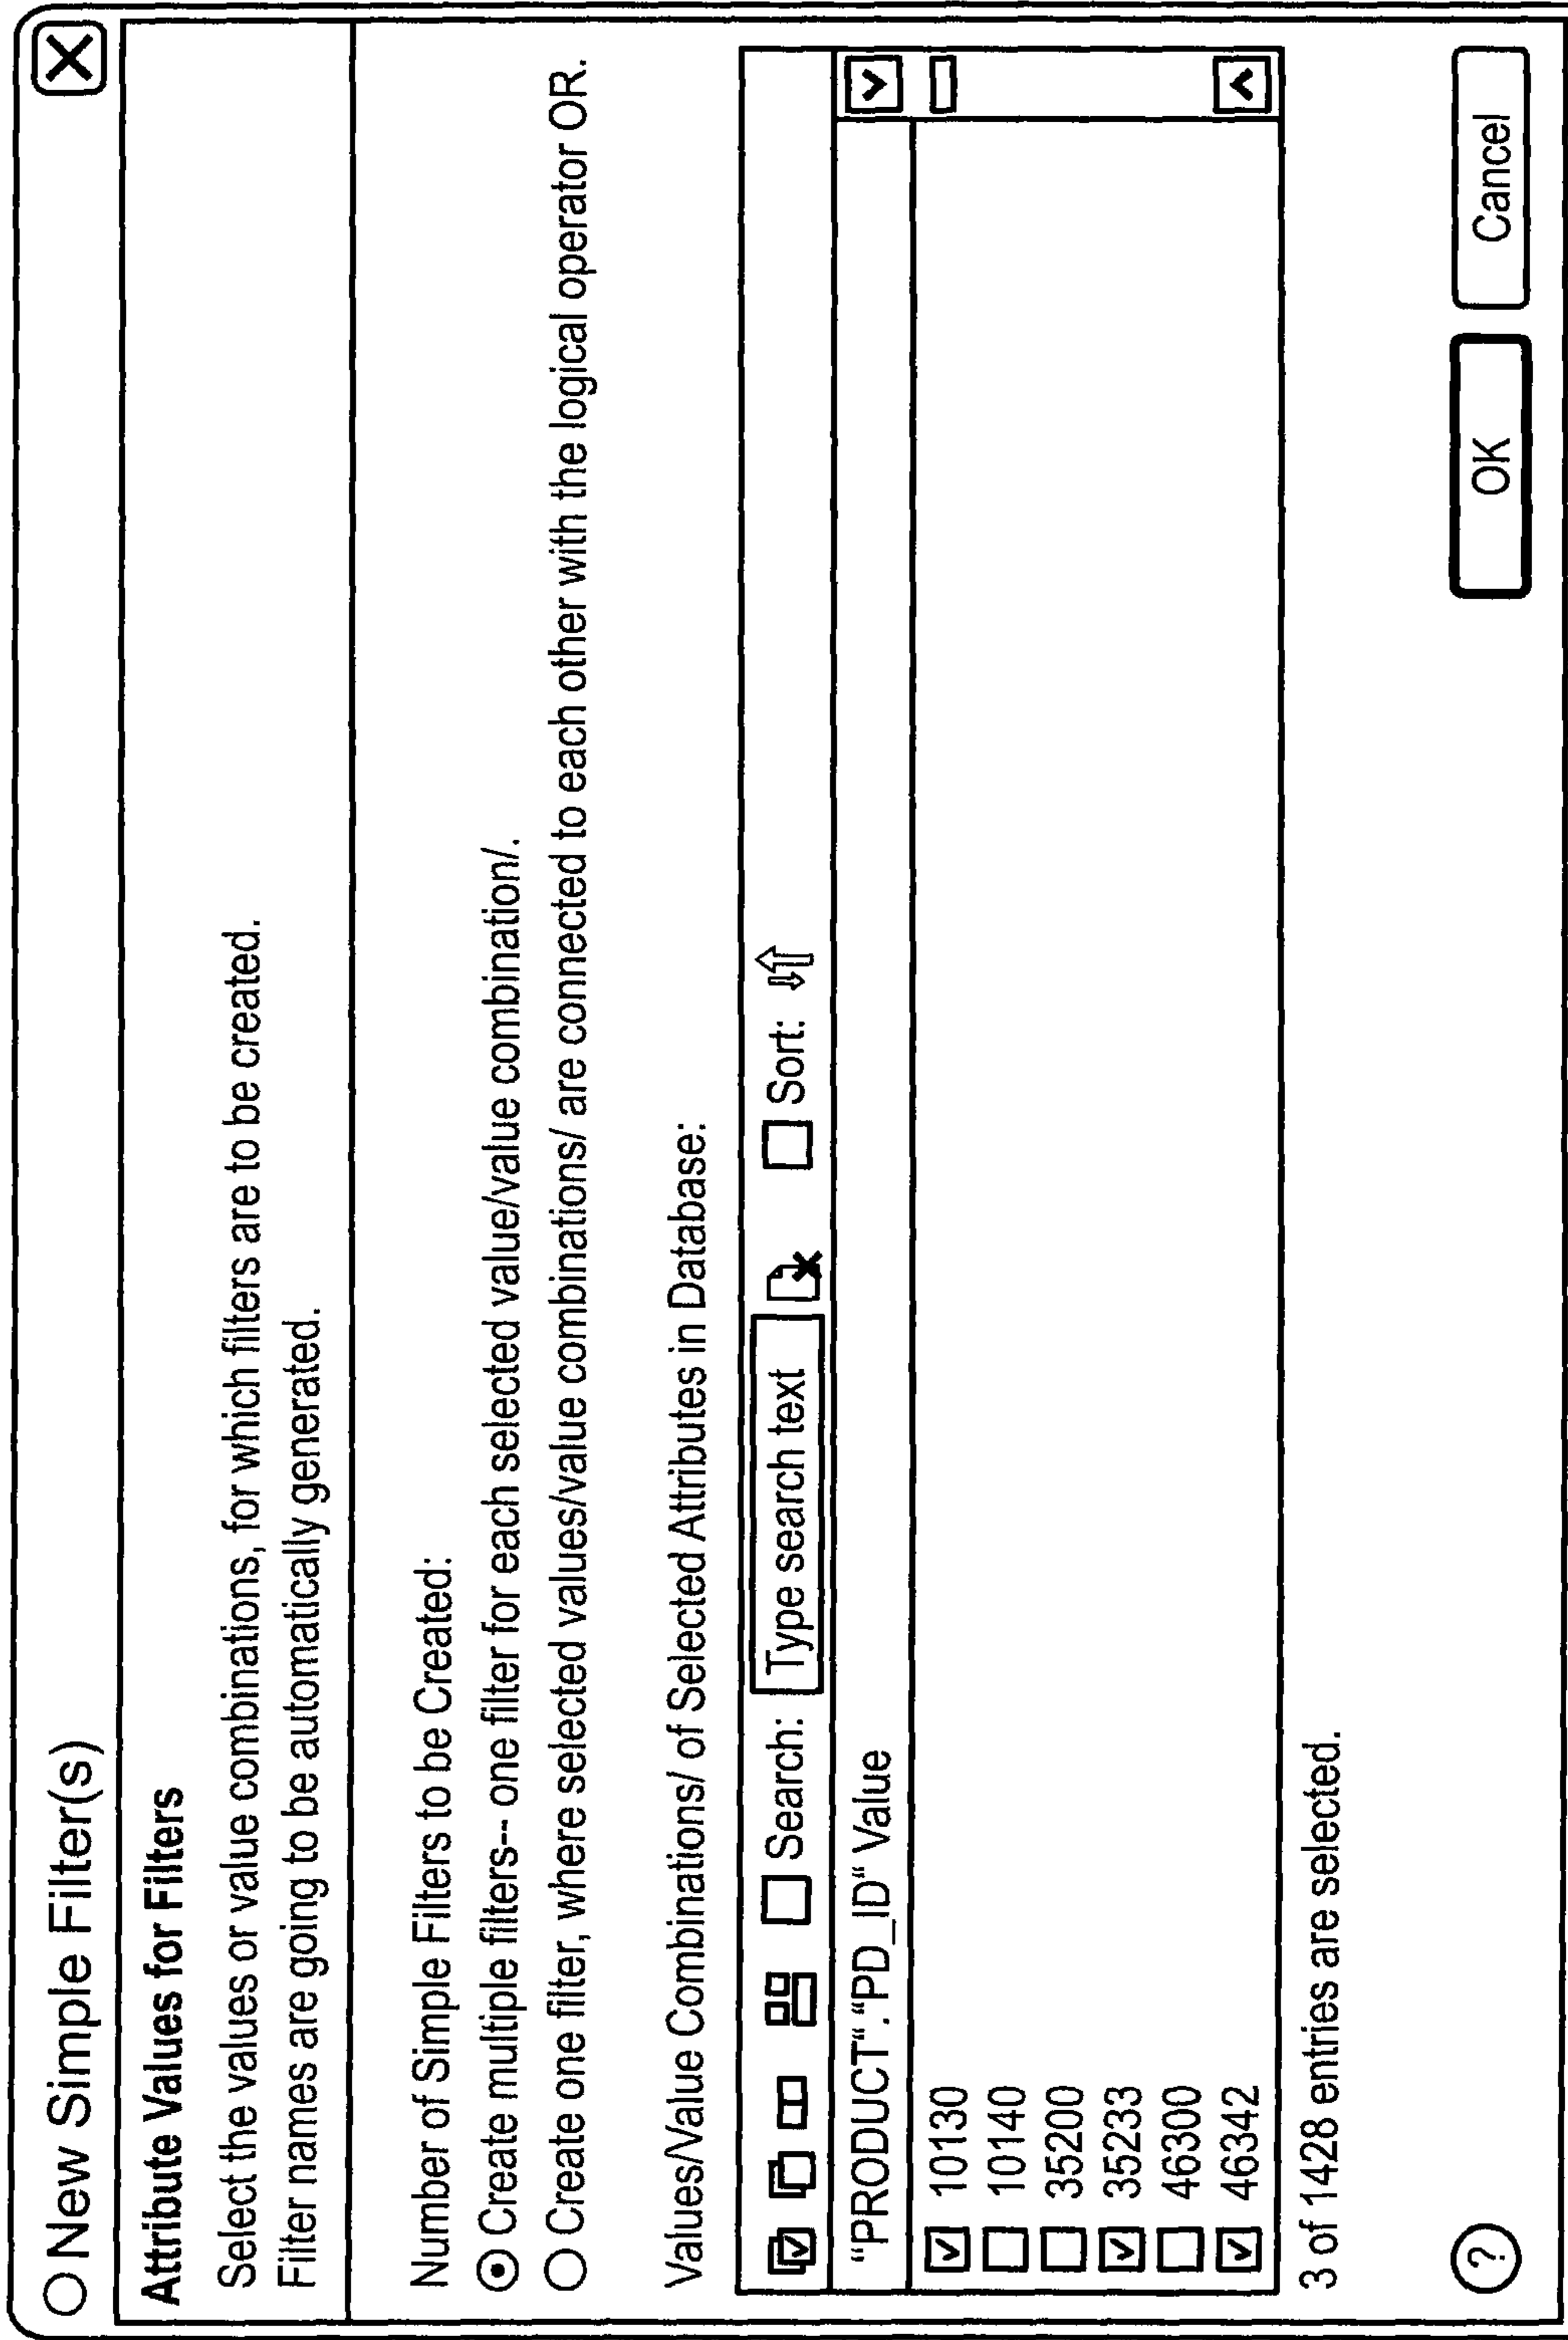 New Simple Filter(s)
Attribute Values for Filters
Select the values or value combinations, for which filters are to be created.
Filter names are going to be automatically generated.
Number of Simple Filters to be Created:
Create multiple filters-- one filter for each selected value/value combination/.
Create one filter, where selected values/value combinations/ are connected to each other with the logical operator OR.
Values/Value Combinations/ of Selected Attributes in Database:
Search: Type search text Sort:
“PRODUCT“.“PD_ID“ Value
10130
10140
35200
35233
46300
46342
3 of 1428 entries are selected.
? OK Cancel